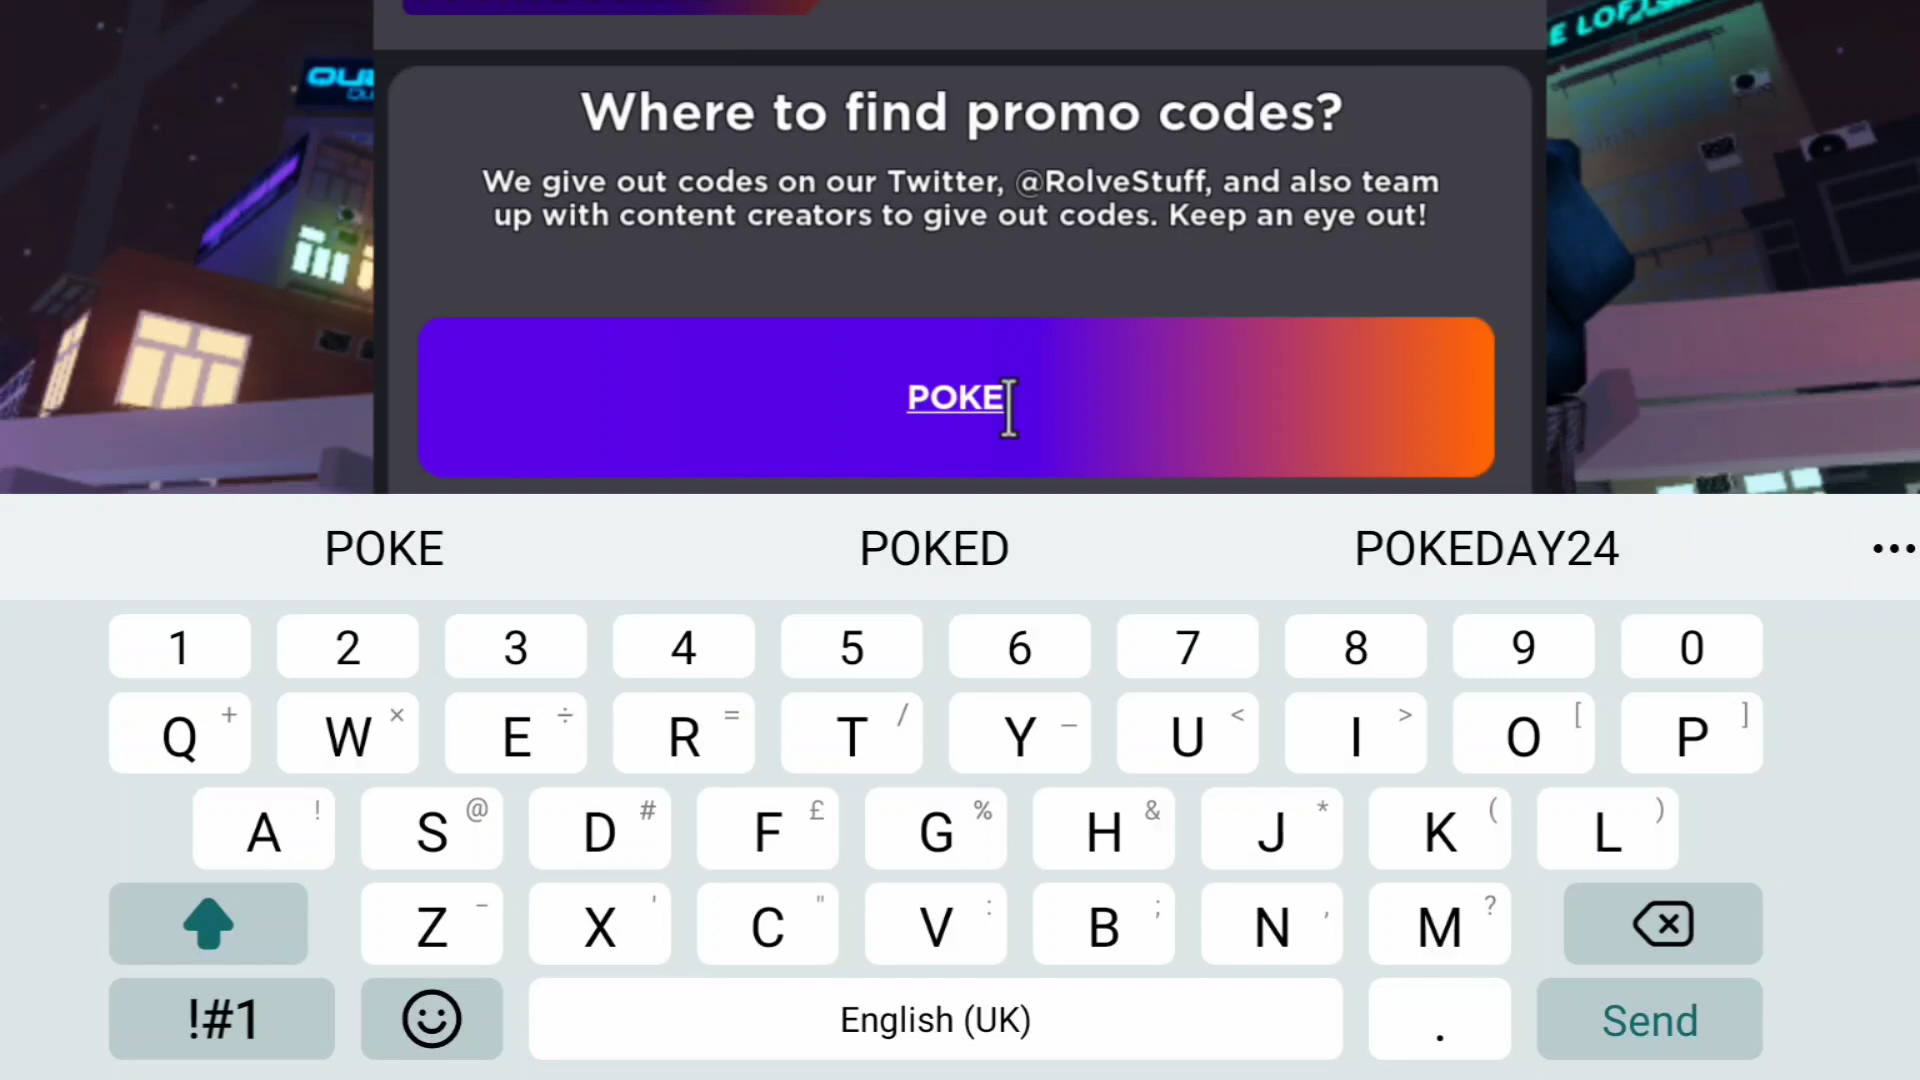 E LOFTS
Where to find promo codes?
We give out codes on our Twitter, @RolveStuff, and also team
up with content creators to give out codes. Keep an eye out!
POKE
POKE POKED POKEDAY24 •••
1 2 3 4 5 6 7 8 9 0
Q + W × E ÷ R = T / Y _ U < I > O [ P ]
A ! S @ D # F £ G % H & J * K ( L )
Z - X ' C " V : B ; N , M ?
!#1 English (UK) . Send